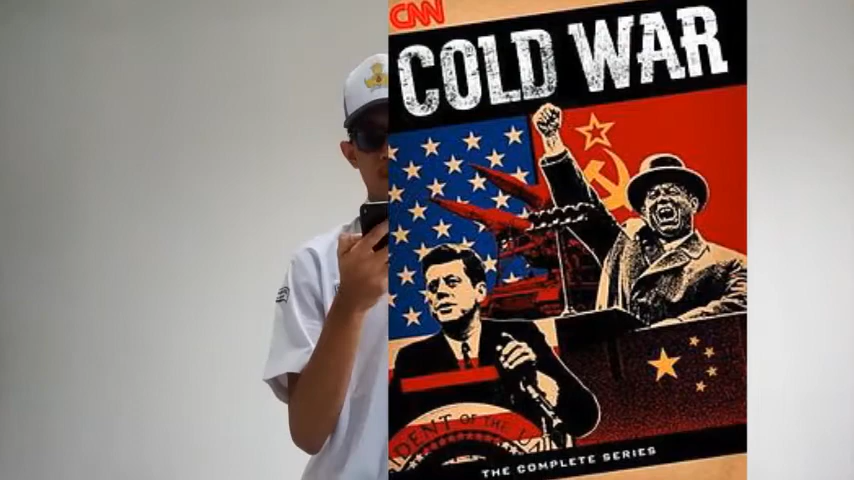 CNN
COLD WAR
DENT OF THE U
THE COMPLETE SERIES